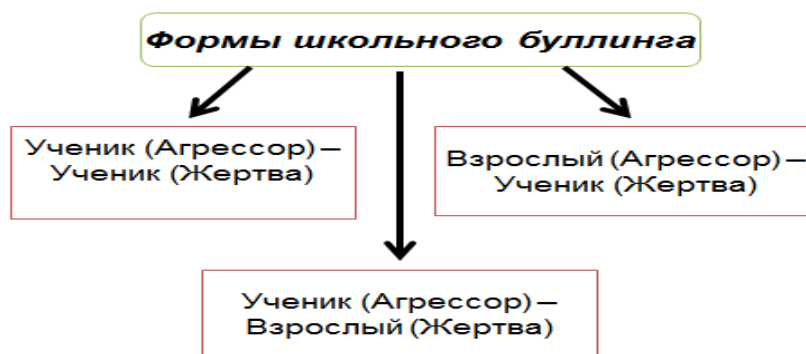 Формы школьного буллинга
Ученик (Агрессор) –
Ученик (Жертва)
Взрослый (Агрессор) –
Ученик (Жертва)
Ученик (Агрессор) –
Взрослый (Жертва)